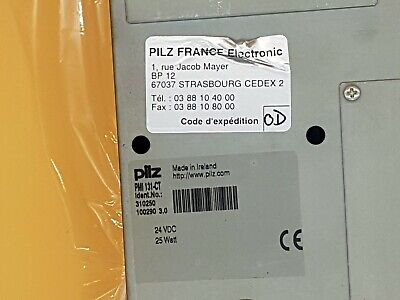 PILZ FRANCE Electronic
1, rue Jacob Mayer
BP 12
67037 STRASBOURG CEDEX 2
Tél. : 03 88 10 40 00
Fax : 03 88 10 80 00
Code d'expédition OD
pilz
Made in Ireland
http://www.pilz.com
PMI 131-CT
Ident.No.:
310250
100290 3.0
24 VDC
25 Watt
CE